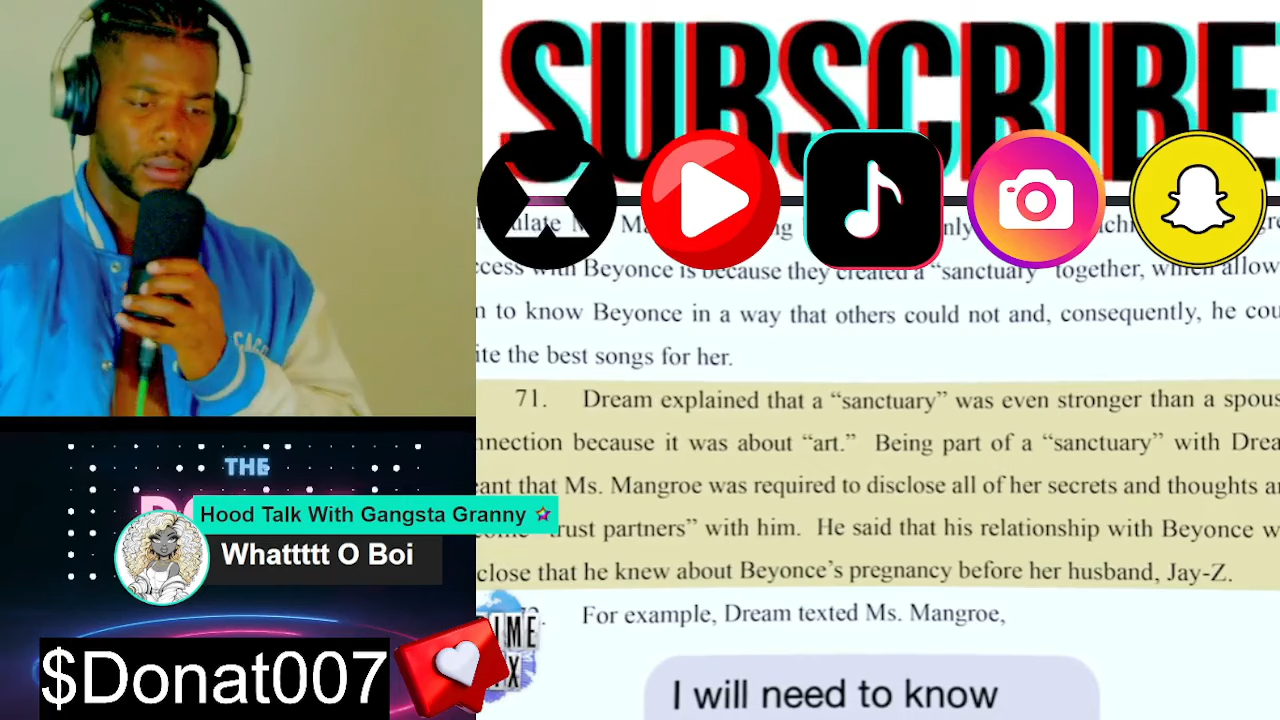 SUBSCRIBE
ccess with Beyonce is because they created a “sanctuary” together, which allow
n to know Beyonce in a way that others could not and, consequently, he cou
ite the best songs for her.
71. Dream explained that a “sanctuary” was even stronger than a spous
nnection because it was about “art.” Being part of a “sanctuary” with Drea
ant that Ms. Mangroe was required to disclose all of her secrets and thoughts an
“trust partners” with him. He said that his relationship with Beyonce w
close that he knew about Beyonce’s pregnancy before her husband, Jay-Z.
For example, Dream texted Ms. Mangroe,
I will need to know
THE
Hood Talk With Gangsta Granny
Whattttt O Boi
$Donat007